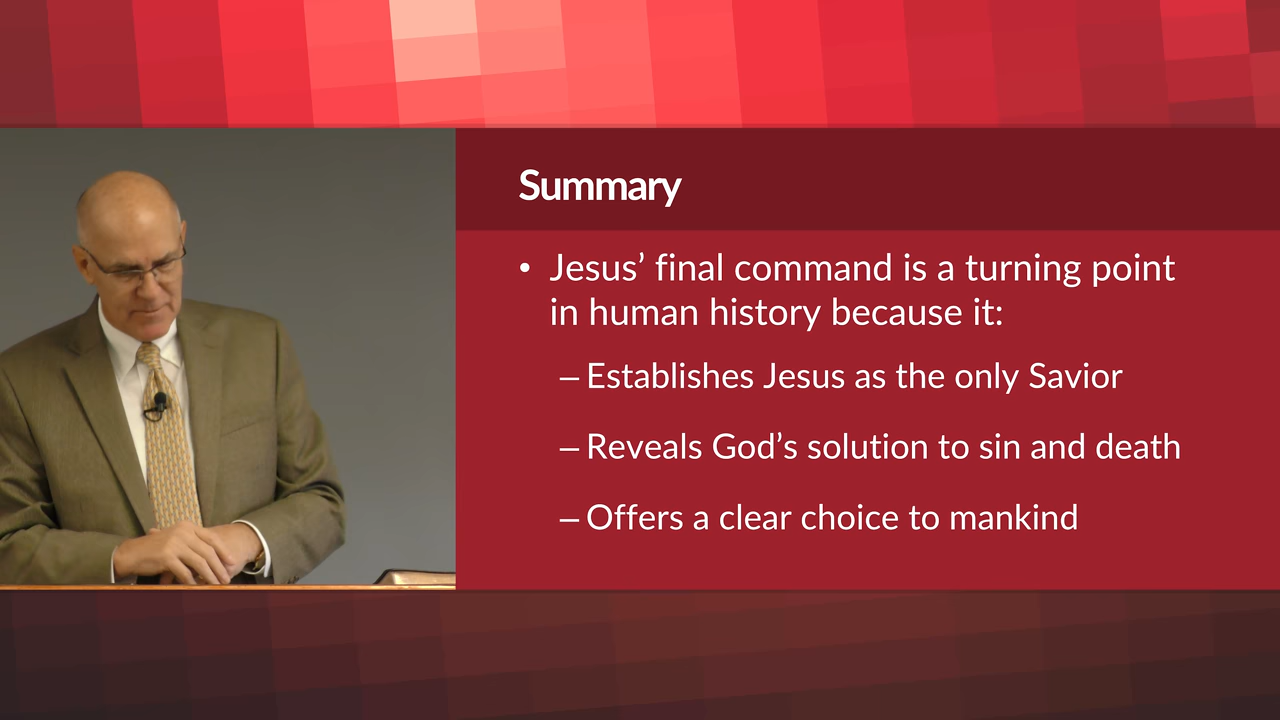 Summary
• Jesus’ final command is a turning point
in human history because it:
– Establishes Jesus as the only Savior
– Reveals God’s solution to sin and death
– Offers a clear choice to mankind